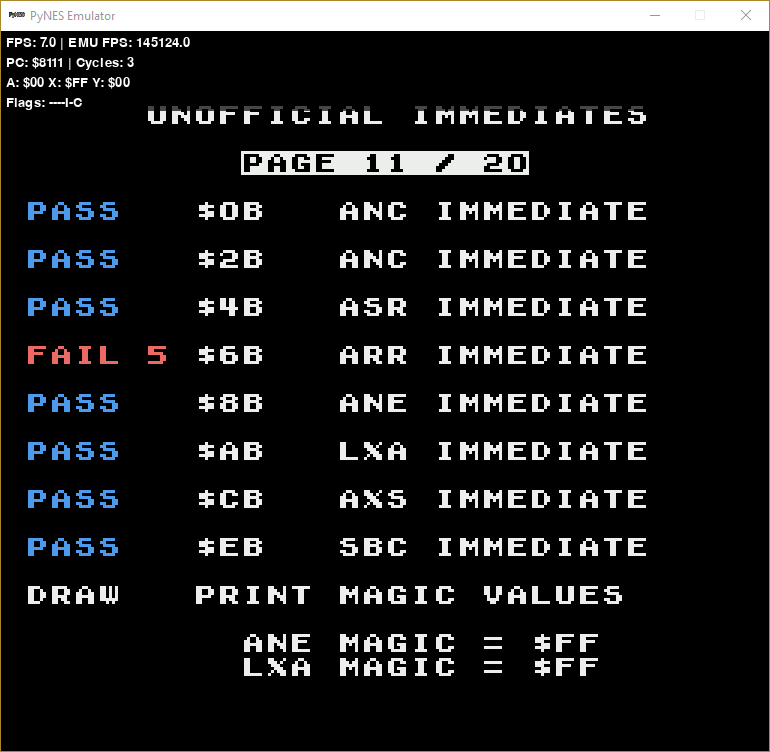 PyNES Emulator
FPS: 7.0 | EMU FPS: 145124.0
PC: $8111 | Cycles: 3
A: $00 X: $FF Y: $00
Flags: ----I-C
UNOFFICIAL IMMEDIATES
PAGE 11 / 20
PASS $0B ANC IMMEDIATE
PASS $2B ANC IMMEDIATE
PASS $4B ASR IMMEDIATE
FAIL 5 $6B ARR IMMEDIATE
PASS $8B ANE IMMEDIATE
PASS $AB LXA IMMEDIATE
PASS $CB AXS IMMEDIATE
PASS $EB SBC IMMEDIATE
DRAW PRINT MAGIC VALUES
ANE MAGIC = $FF
LXA MAGIC = $FF